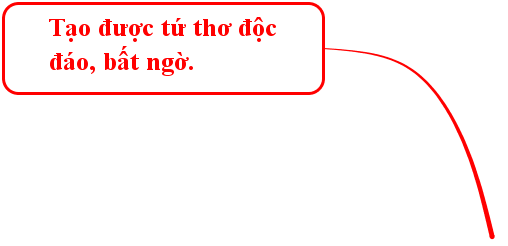 Tạo được tứ thơ độc
đáo, bất ngờ.